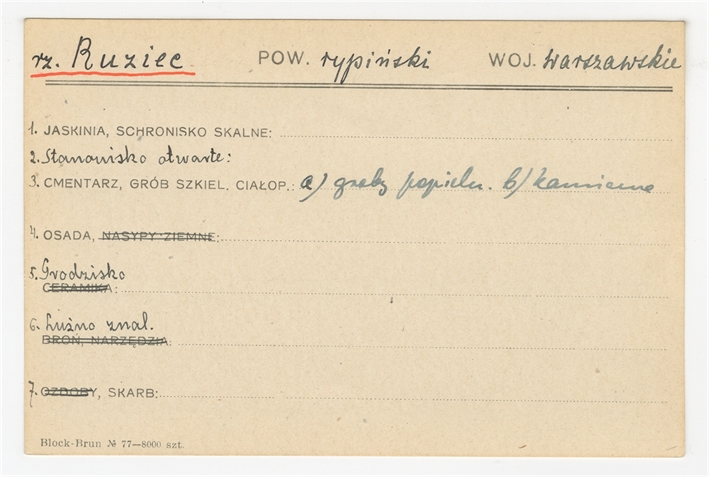 rz. Ruziec POW. rypiński WOJ. warszawskie
1. JASKINIA, SCHRONISKO SKALNE:
2. Stanowisko otwarte:
3. CMENTARZ, GRÓB SZKIEL. CIAŁOP.: a) groby popieln. b) kamienne
4. OSADA, NASYPY ZIEMNE:
5. Grodzisko
CERAMIKA:
6. Luźno znal.
BROŃ, NARZĘDZIA:
7. OZDOBY, SKARB:
Block-Brun № 77—8000 szt.